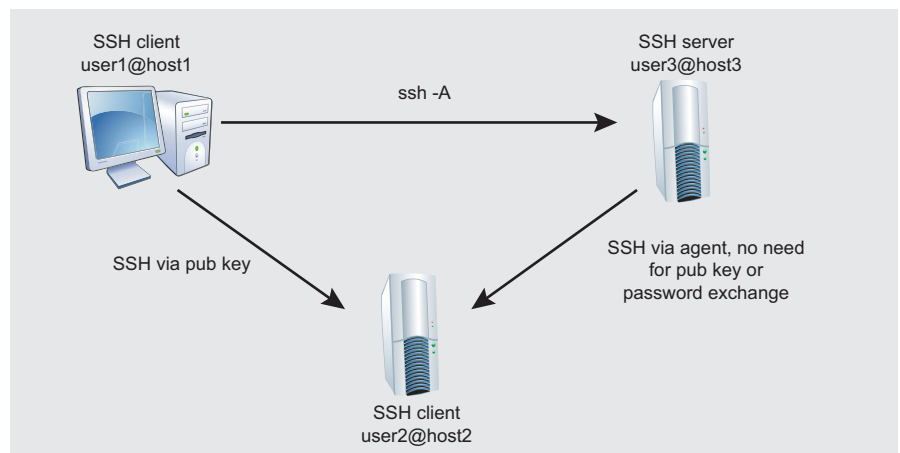 SSH client
user1@host1
SSH server
user3@host3
ssh -A
SSH via pub key
SSH via agent, no need
for pub key or
password exchange
SSH client
user2@host2